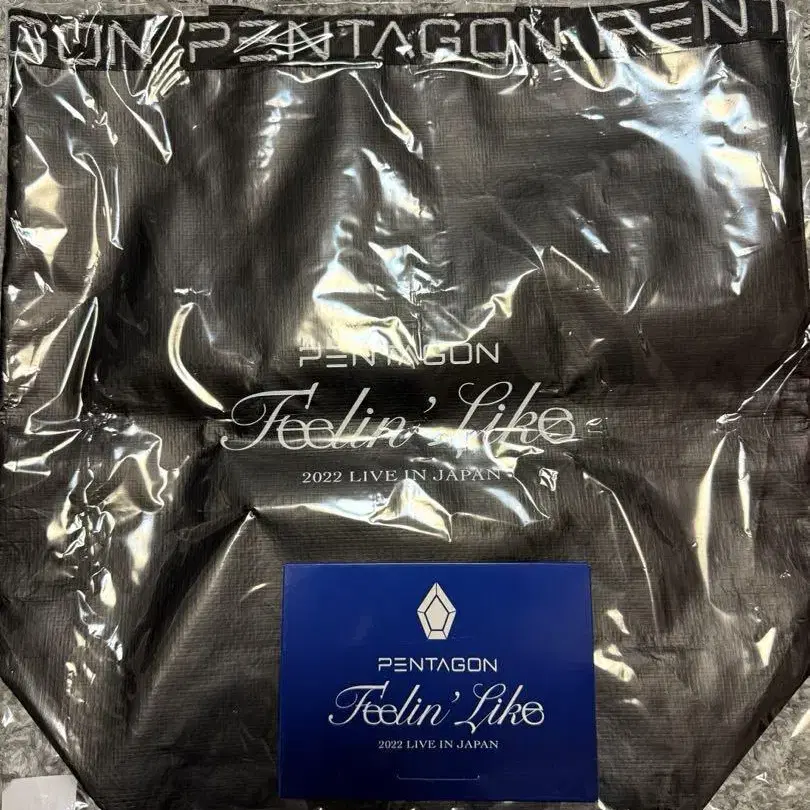 GON PENTAGON PENT
PENTAGON
Feelin' Like
2022 LIVE IN JAPAN
PENTAGON
Feelin' Like
2022 LIVE IN JAPAN